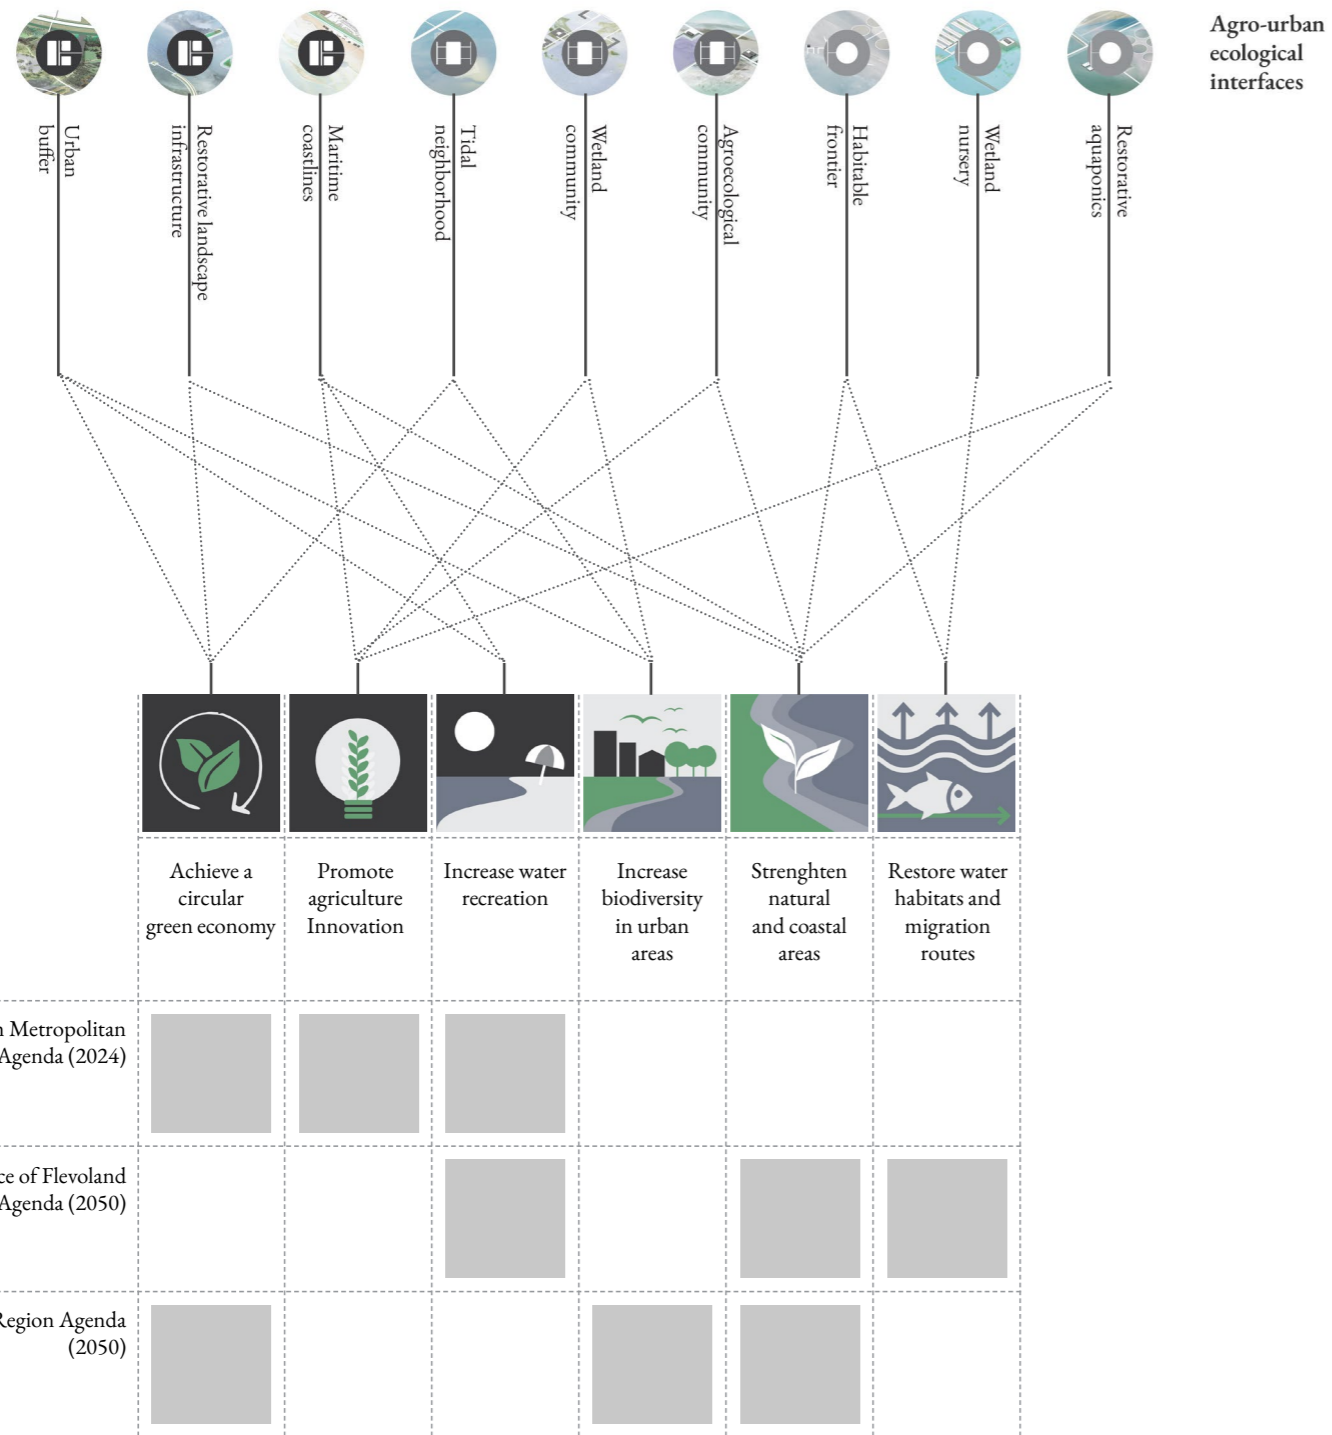 Agro-urban
ecological
interfaces
Urban
buffer
Restorative landscape
infrastructure
Maritime
coastlines
Tidal
neighborhood
Wetland
community
Agroecological
community
Habitable
frontier
Wetland
nursery
Restorative
aquaponics
Achieve a
circular
green economy
Promote
agriculture
Innovation
Increase water
recreation
Increase
biodiversity
in urban
areas
Strenghten
natural
and coastal
areas
Restore water
habitats and
migration
routes
Metropolitan
Agenda (2024)
of Flevoland
Agenda (2050)
Region Agenda
(2050)